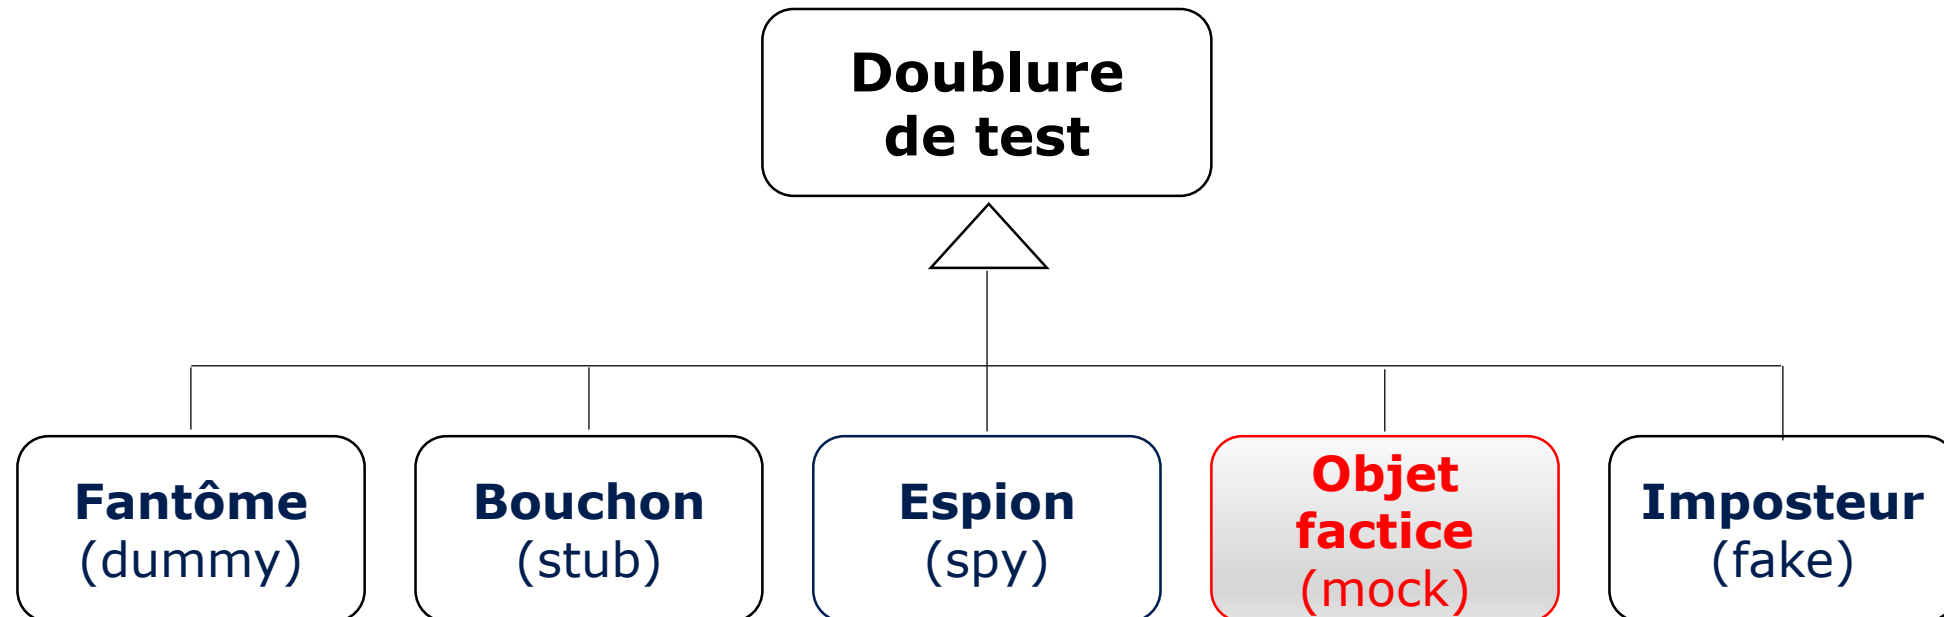 Doublure
de test
Fantôme
(dummy)
Bouchon
(stub)
Espion
(spy)
Objet
factice
(mock)
Imposteur
(fake)